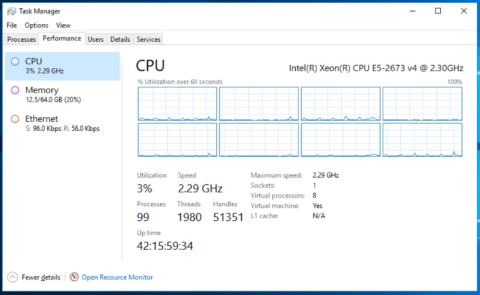 Task Manager
File Options View
Processes Performance Users Details Services
CPU
3% 2.29 GHz
Memory
12.5/64.0 GB (20%)
Ethernet
S: 96.0 Kbps R: 56.0 Kbps
CPU Intel(R) Xeon(R) CPU E5-2673 v4 @ 2.30GHz
% Utilization over 60 seconds 100%
Utilization Speed
3% 2.29 GHz
Processes Threads Handles
99 1980 51351
Up time
42:15:59:34
Maximum speed: 2.29 GHz
Sockets: 1
Virtual processors: 8
Virtual machine: Yes
L1 cache: N/A
Fewer details Open Resource Monitor